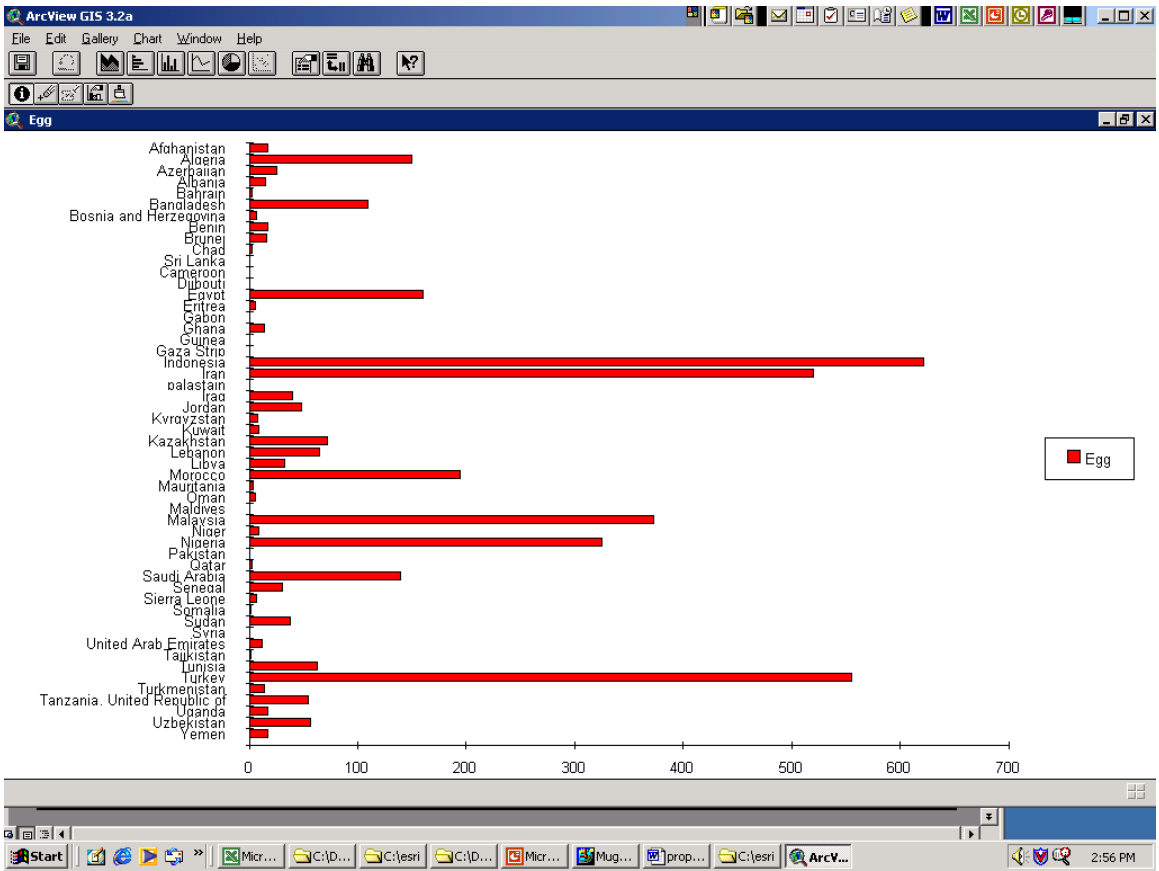 ArcView GIS 3.2a
File Edit Gallery Chart Window Help
Egg
Afghanistan
Algeria
Azerbaijan
Albania
Bahrain
Bangladesh
Bosnia and Herzegovina
Benin
Brunei
Chad
Sri Lanka
Cameroon
Djibouti
Egypt
Eritrea
Gabon
Ghana
Guinea
Gaza Strip
Indonesia
Iran
palastain
Iraq
Jordan
Kyrgyzstan
Kuwait
Kazakhstan
Lebanon
Libya
Morocco
Mauritania
Oman
Maldives
Malaysia
Niger
Nigeria
Pakistan
Qatar
Saudi Arabia
Senegal
Sierra Leone
Somalia
Sudan
Syria
United Arab Emirates
Tajikistan
Tunisia
Turkey
Turkmenistan
Tanzania, United Republic of
Uganda
Uzbekistan
Yemen
0 100 200 300 400 500 600 700
Egg
Start Micr... C:\D... C:\esri C:\D... Micr... Mug... prop... C:\esri ArcV... 2:56 PM